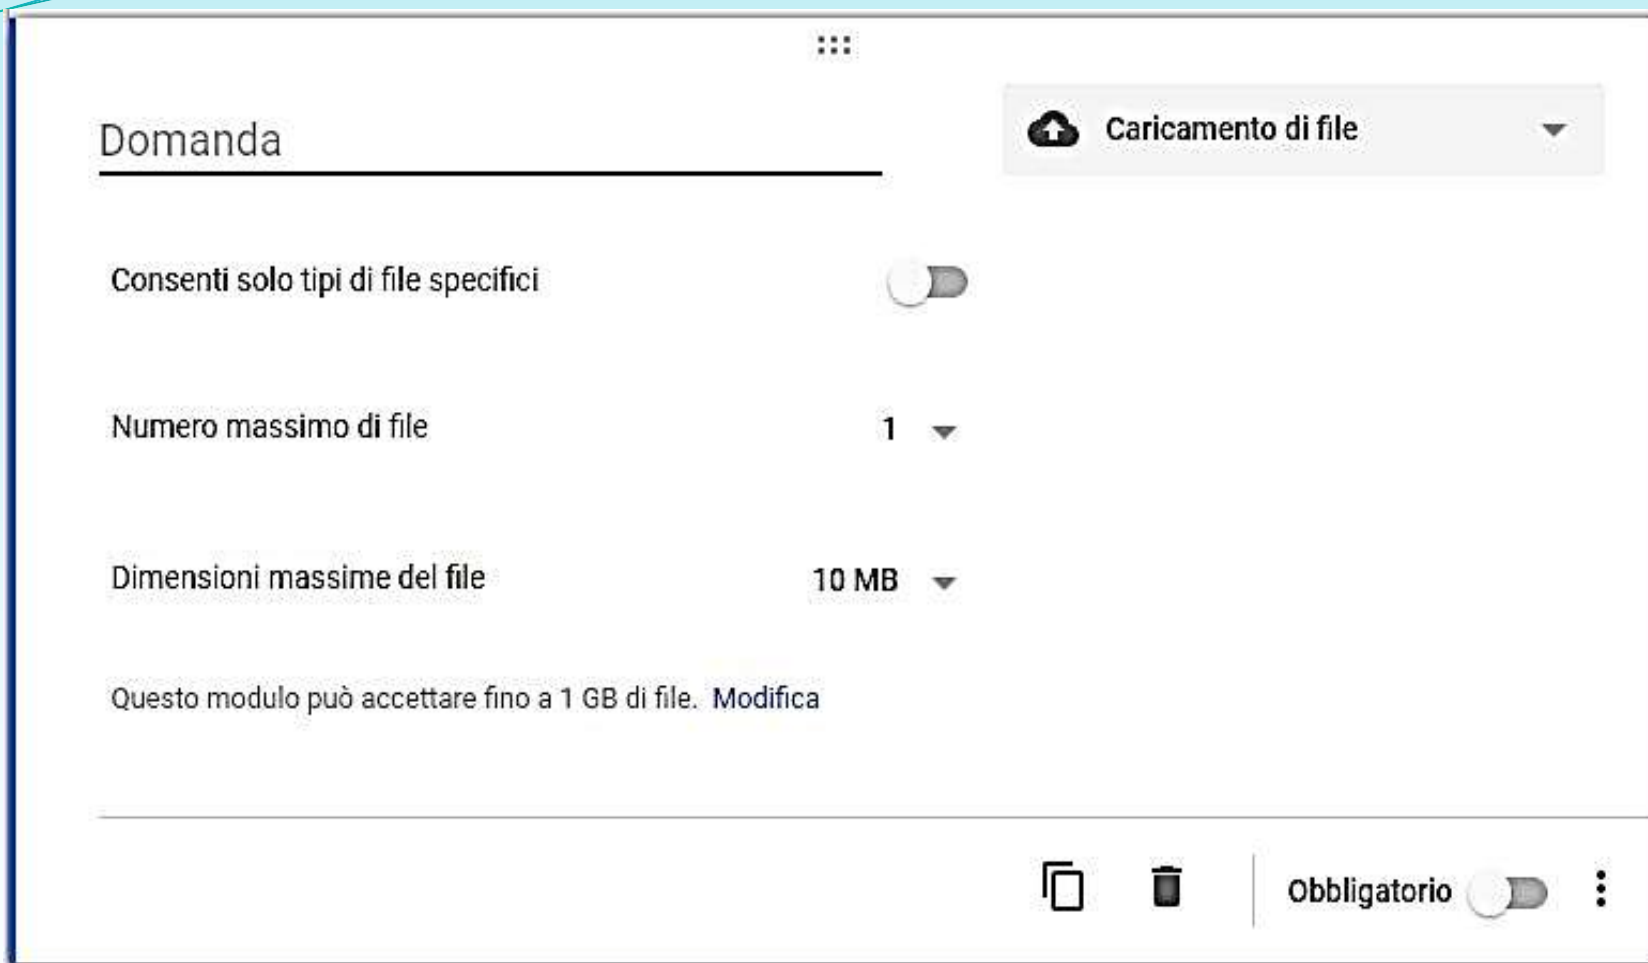 Domanda
Caricamento di file
Consenti solo tipi di file specifici
Numero massimo di file 1
Dimensioni massime del file 10 MB
Questo modulo può accettare fino a 1 GB di file. Modifica
Obbligatorio